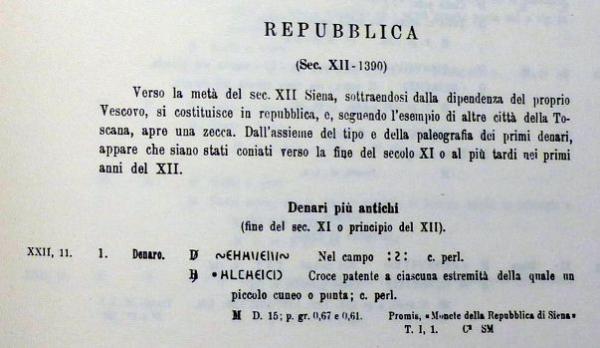 REPUBBLICA
(Sec. XII-1390)
Verso la metà del sec. XII Siena, sottraendosi dalla dipendenza del proprio
Vescovo, si costituisce in repubblica, e, seguendo l'esempio di altre città della To-
scana, apre una zecca. Dall'assieme del tipo e della paleografia dei primi denari,
appare che siano stati coniati verso la fine del secolo XI o al più tardi nei primi
anni del XII.
Denari più antichi
(fine del sec. XI o principio del XII).
XXII, 11. 1. Denaro. D Nel campo :2: c. perl.
R Croce patente a ciascuna estremità della quale un
piccolo cuneo o punta; c. perl.
M D. 15; p. gr. 0,67 e 0,61. Promis, «Monete della Repubblica di Siena»
T. I, 1. Cª SM